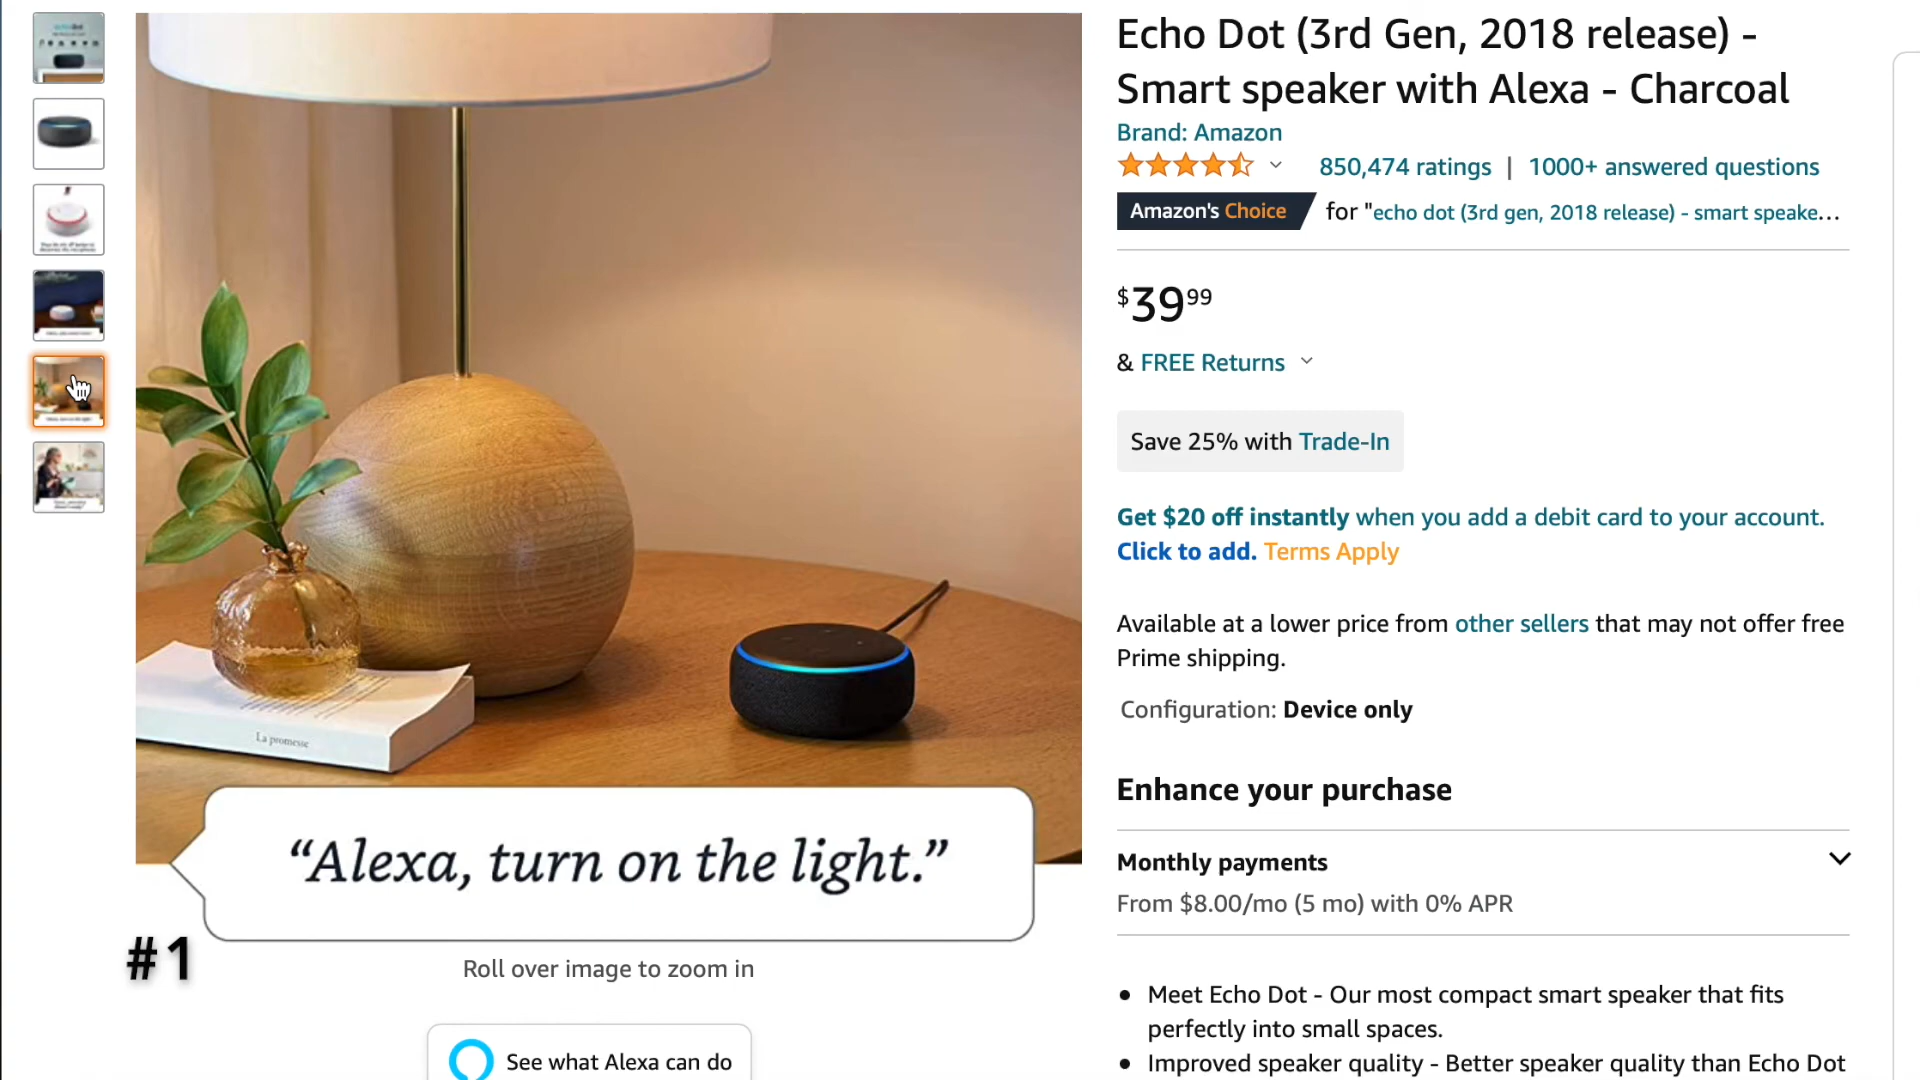 Echo Dot (3rd Gen, 2018 release) -
Smart speaker with Alexa - Charcoal
Brand: Amazon
850,474 ratings | 1000+ answered questions
Amazon's Choice for "echo dot (3rd gen, 2018 release) - smart speake...
$39 99
& FREE Returns
Save 25% with Trade-In
Get $20 off instantly when you add a debit card to your account.
Click to add. Terms Apply
Available at a lower price from other sellers that may not offer free
Prime shipping.
Configuration: Device only
Enhance your purchase
Monthly payments
From $8.00/mo (5 mo) with 0% APR
• Meet Echo Dot - Our most compact smart speaker that fits
perfectly into small spaces.
• Improved speaker quality - Better speaker quality than Echo Dot
La promesse
“Alexa, turn on the light.”
#1
Roll over image to zoom in
See what Alexa can do